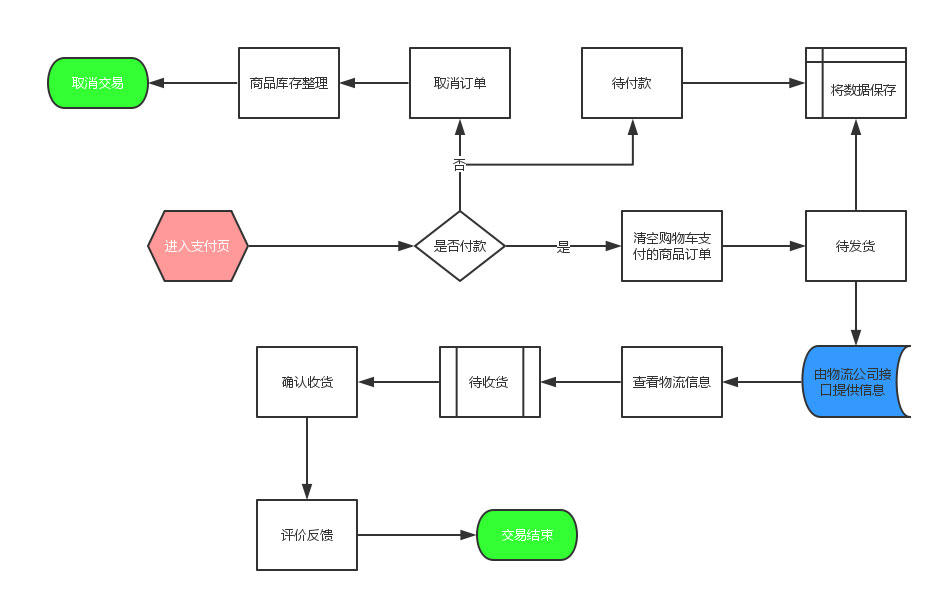 取消交易
商品库存整理
取消订单
待付款
将数据保存
否
进入支付页
是否付款
是
清空购物车支
付的商品订单
待发货
确认收货
待收货
查看物流信息
由物流公司接
口提供信息
评价反馈
交易结束